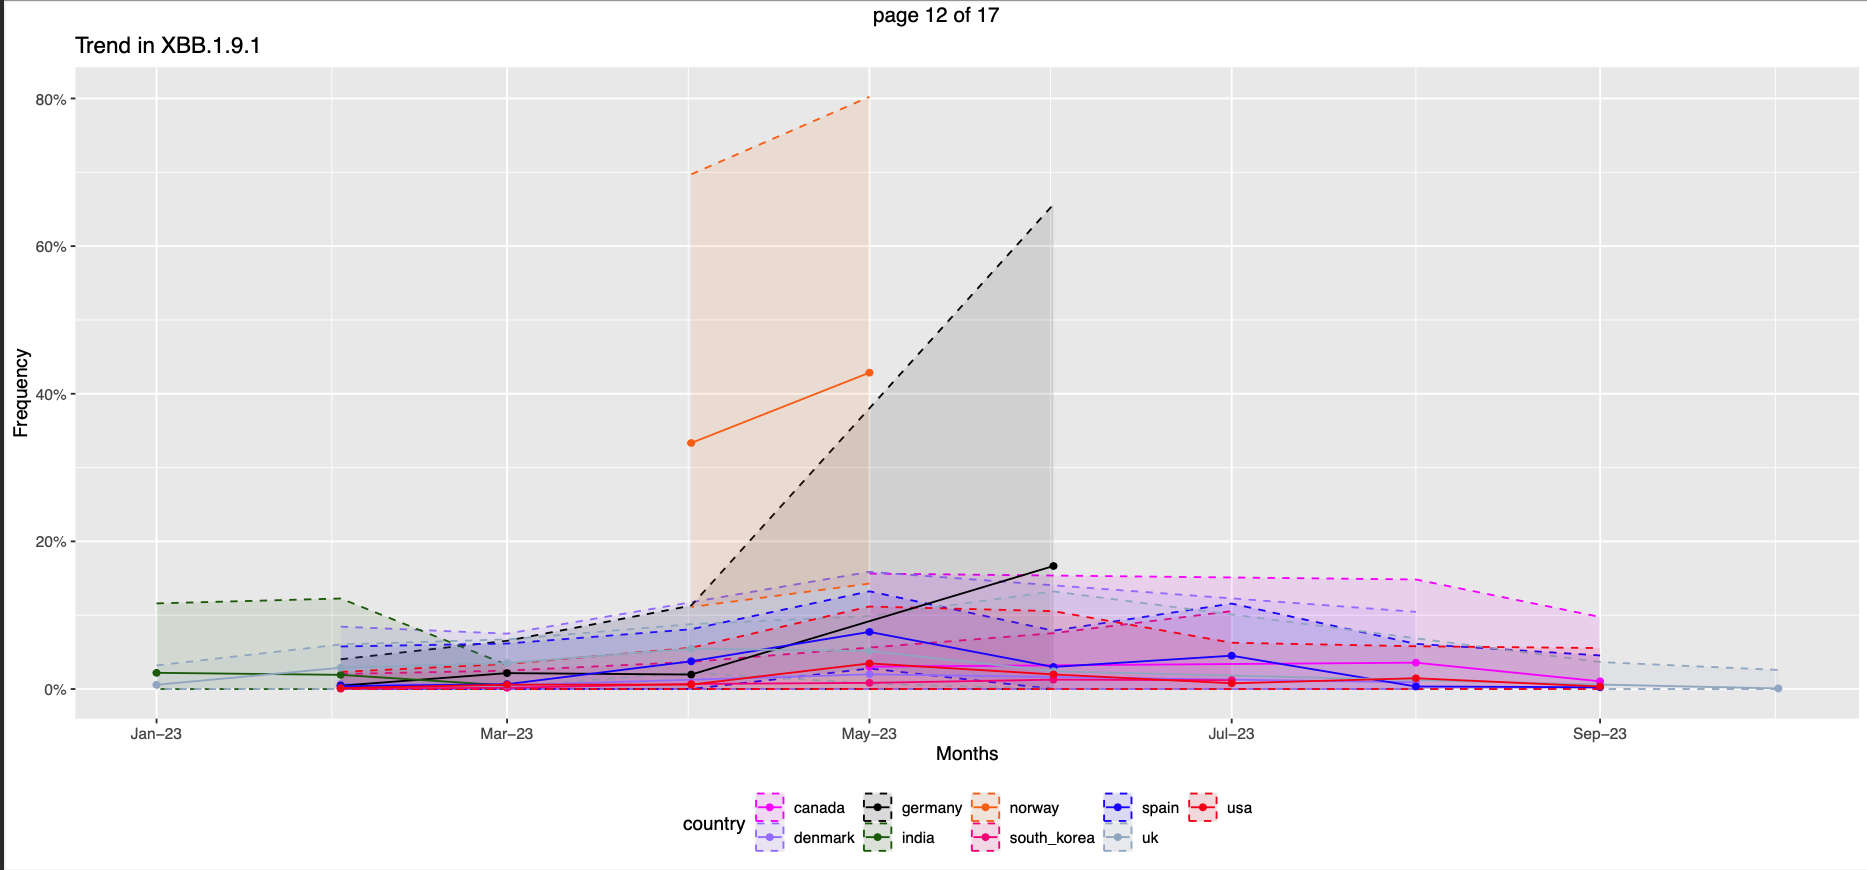 page 12 of 17
Trend in XBB.1.9.1
80%
60%
40%
20%
0%
Frequency
Jan–23 Mar–23 May–23 Jul–23 Sep–23
Months
country
canada germany norway spain usa
denmark india south_korea uk